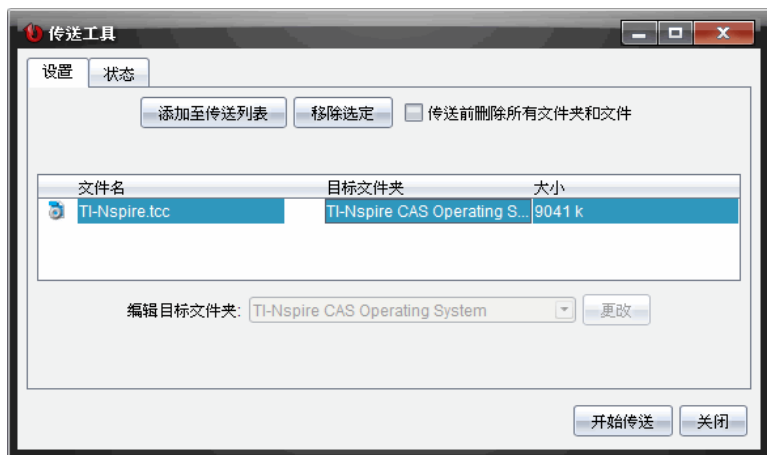 传送工具
设置 状态
添加至传送列表 移除选定 传送前删除所有文件夹和文件
文件名 目标文件夹 大小
TI-Nspire.tcc TI-Nspire CAS Operating S... 9041 k
编辑目标文件夹: TI-Nspire CAS Operating System 更改
开始传送 关闭